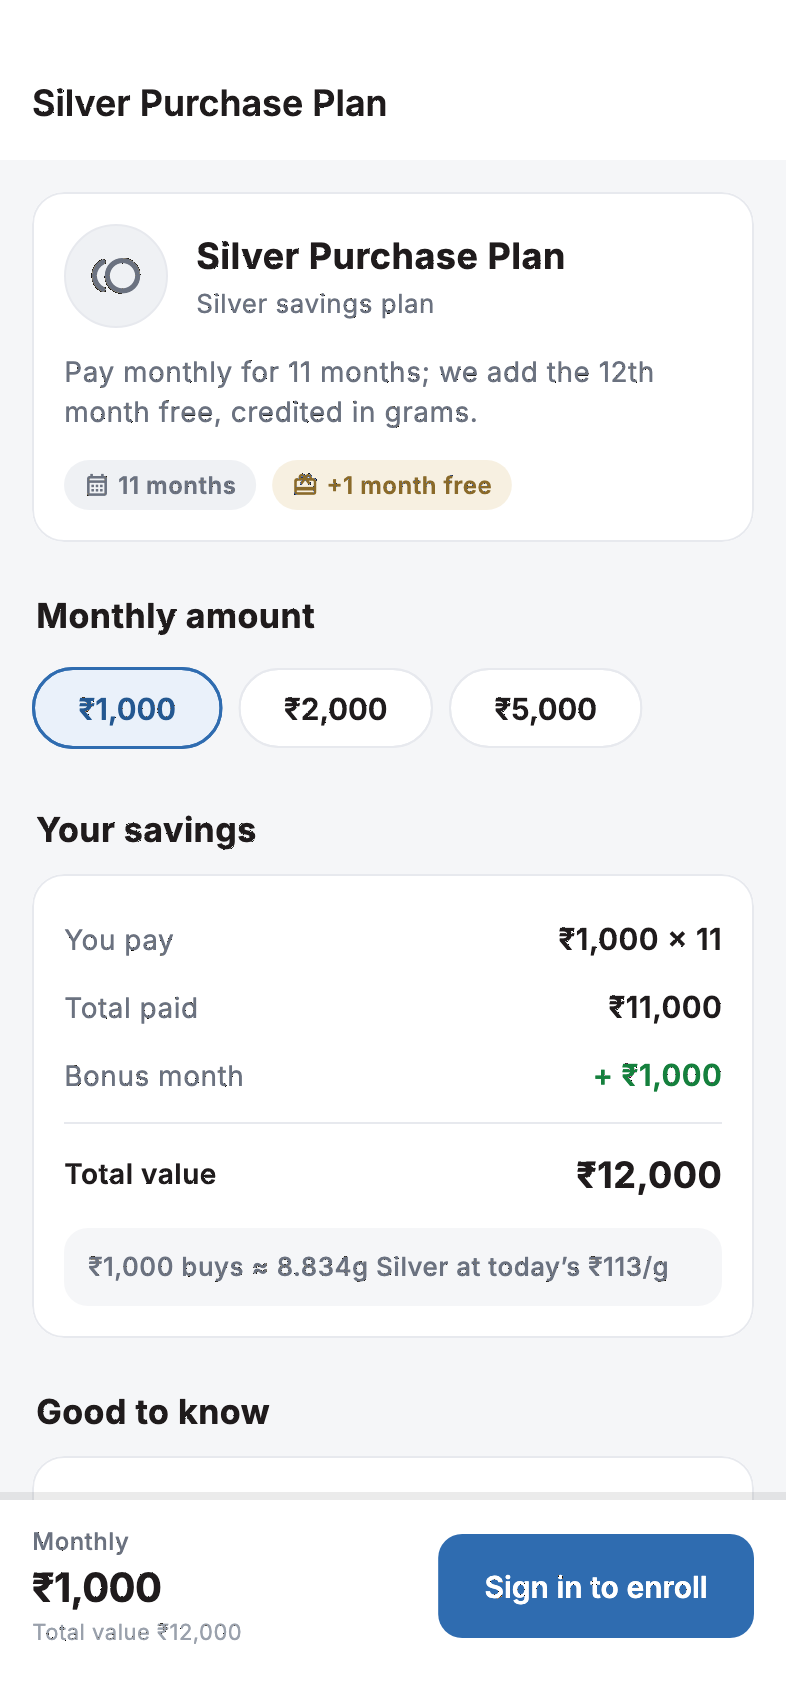 Silver Purchase Plan
Silver Purchase Plan
Silver savings plan
Pay monthly for 11 months; we add the 12th
month free, credited in grams.
11 months
+1 month free
Monthly amount
₹1,000
₹2,000
₹5,000
Your savings
You pay ₹1,000 × 11
Total paid ₹11,000
Bonus month + ₹1,000
Total value ₹12,000
₹1,000 buys ≈ 8.834g Silver at today’s ₹113/g
Good to know
Monthly
₹1,000
Total value ₹12,000
Sign in to enroll